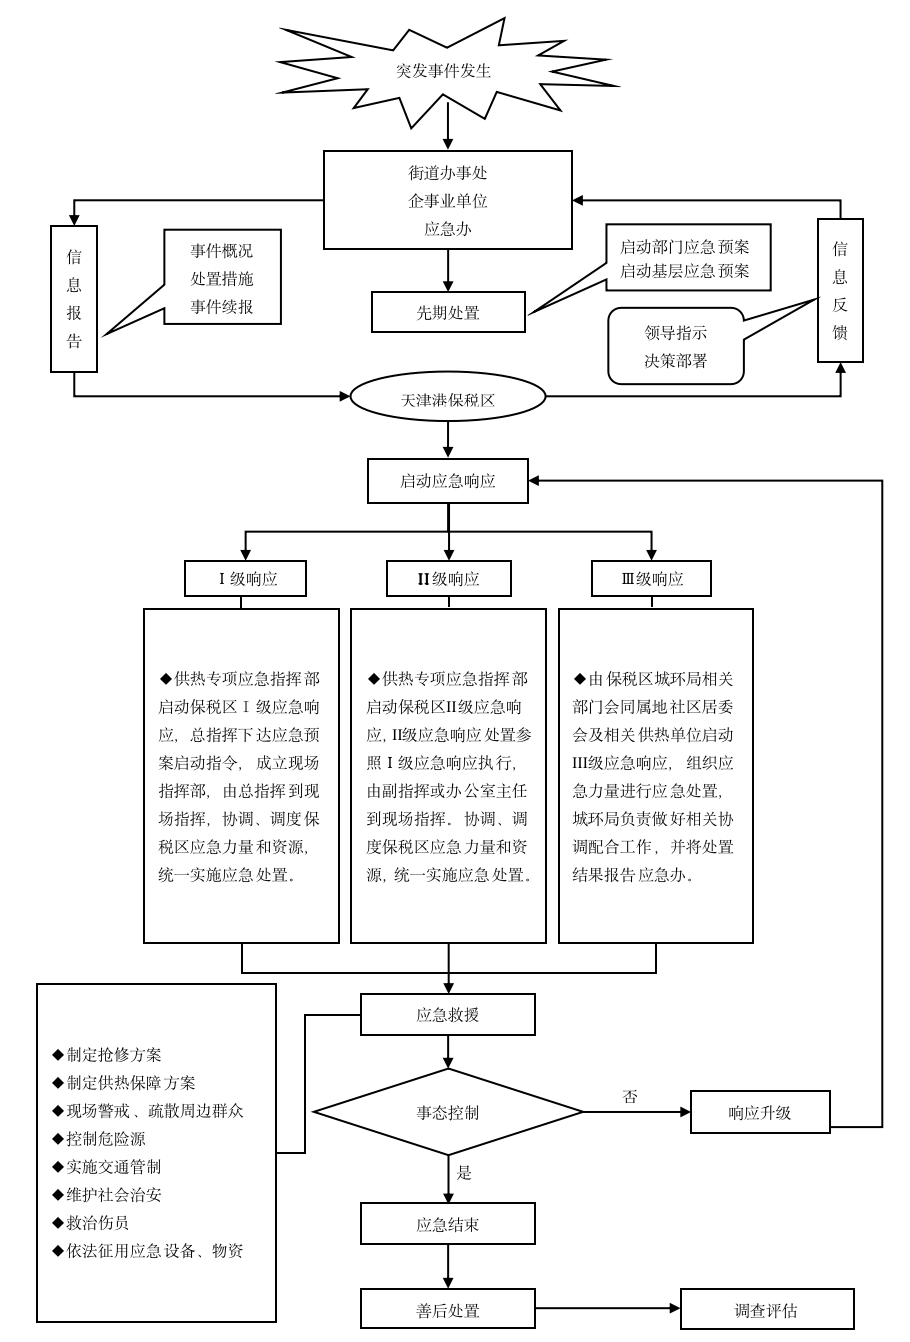 突发事件发生
街道办事处
企事业单位
应急办
信
息
报
告
事件概况
处置措施
事件续报
启动部门应急预案
启动基层应急预案
信
息
反
馈
先期处置
领导指示
决策部署
天津港保税区
启动应急响应
Ⅰ级响应
II级响应
Ⅲ级响应
◆供热专项应急指挥部
启动保税区Ⅰ级应急响
应，总指挥下达应急预
案启动指令，成立现场
指挥部，由总指挥到现
场指挥，协调、调度保
税区应急力量和资源，
统一实施应急处置。
◆供热专项应急指挥部
启动保税区II级应急响
应，II级应急响应处置参
照Ⅰ级应急响应执行，
由副指挥或办公室主任
到现场指挥。协调、调
度保税区应急力量和资
源，统一实施应急处置。
◆由保税区城环局相关
部门会同属地社区居委
会及相关供热单位启动
III级应急响应，组织应
急力量进行应急处置，
城环局负责做好相关协
调配合工作，并将处置
结果报告应急办。
应急救援
◆制定抢修方案
◆制定供热保障方案
◆现场警戒、疏散周边群众
◆控制危险源
◆实施交通管制
◆维护社会治安
◆救治伤员
◆依法征用应急设备、物资
事态控制
否
响应升级
是
应急结束
善后处置
调查评估